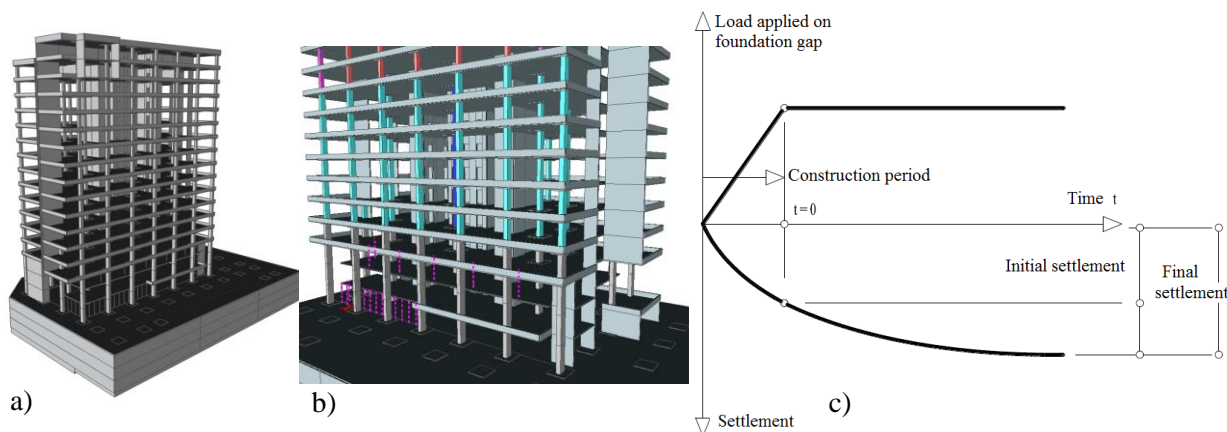 Load applied on
foundation gap
Construction period
t = 0
Time t
Initial settlement
Final
settlement
Settlement
a)
b)
c)